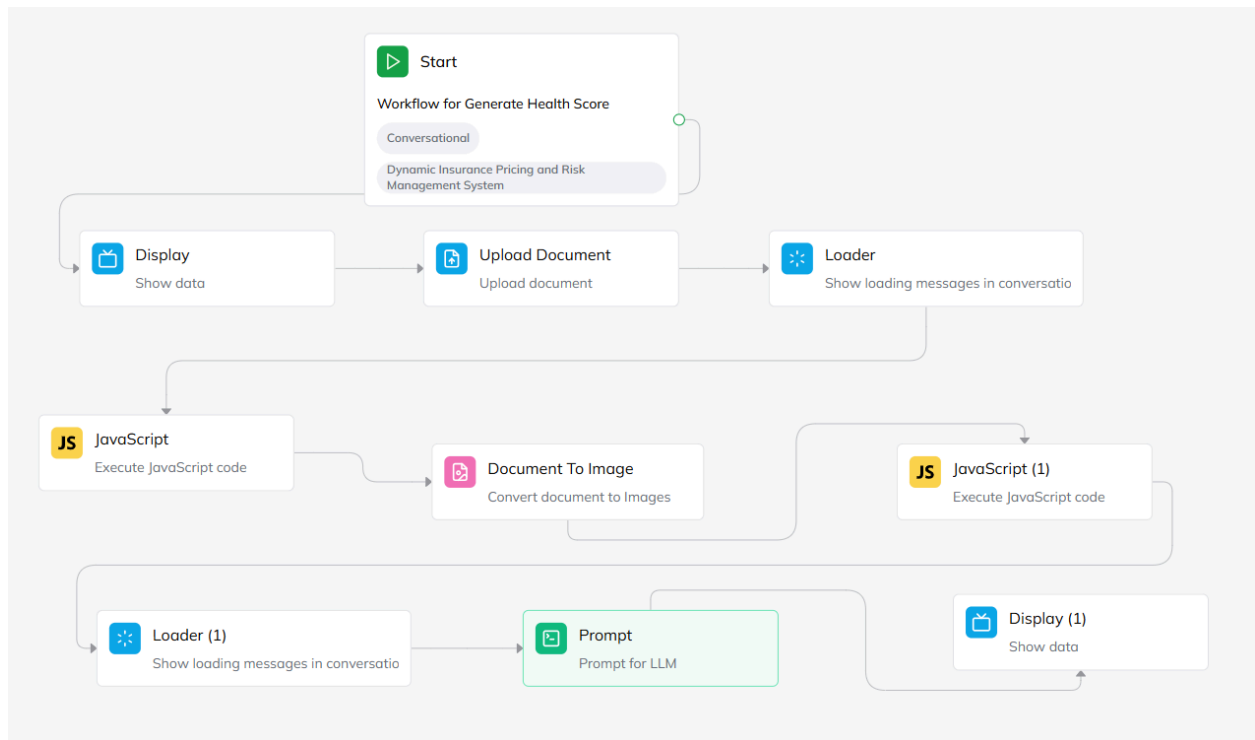 Start
Workflow for Generate Health Score
Conversational
Dynamic Insurance Pricing and Risk
Management System
Display
Show data
Upload Document
Upload document
Loader
Show loading messages in conversatio
JS
JavaScript
Execute JavaScript code
Document To Image
Convert document to Images
JS
JavaScript (1)
Execute JavaScript code
Loader (1)
Show loading messages in conversatio
Prompt
Prompt for LLM
Display (1)
Show data